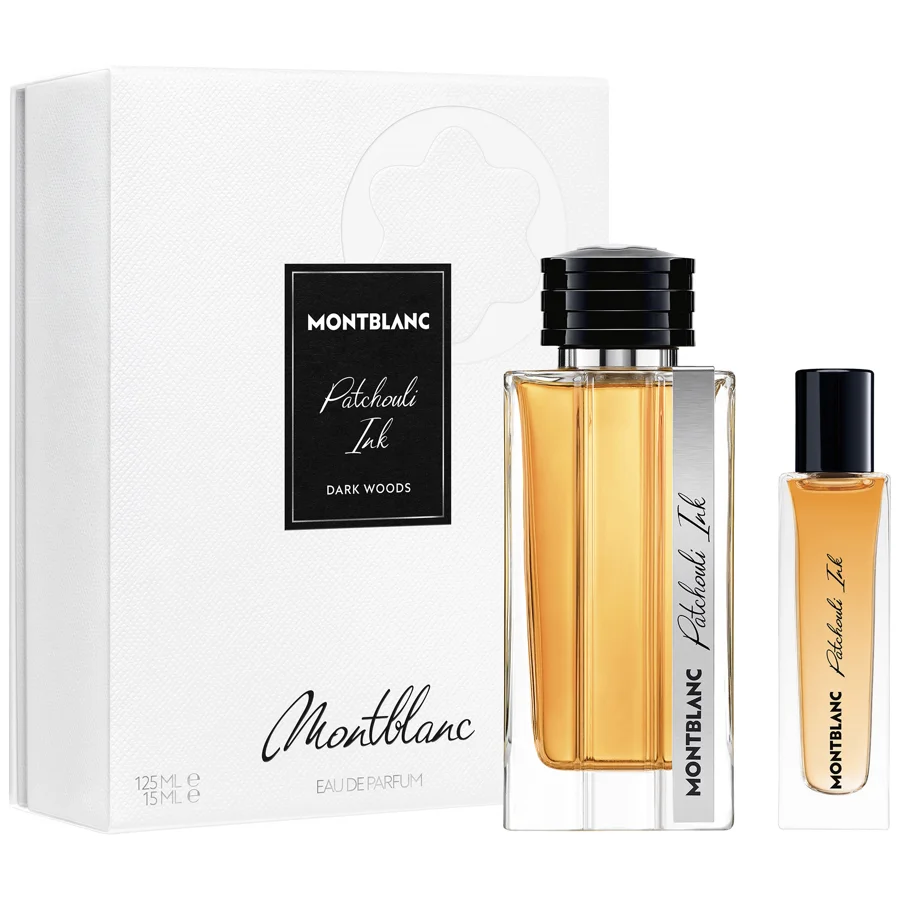 MONTBLANC
Patchouli
Ink
DARK WOODS
Montblanc
125 ML e
15 ML e
EAU DE PARFUM
MONTBLANC Patchouli Ink
MONTBLANC Patchouli Ink